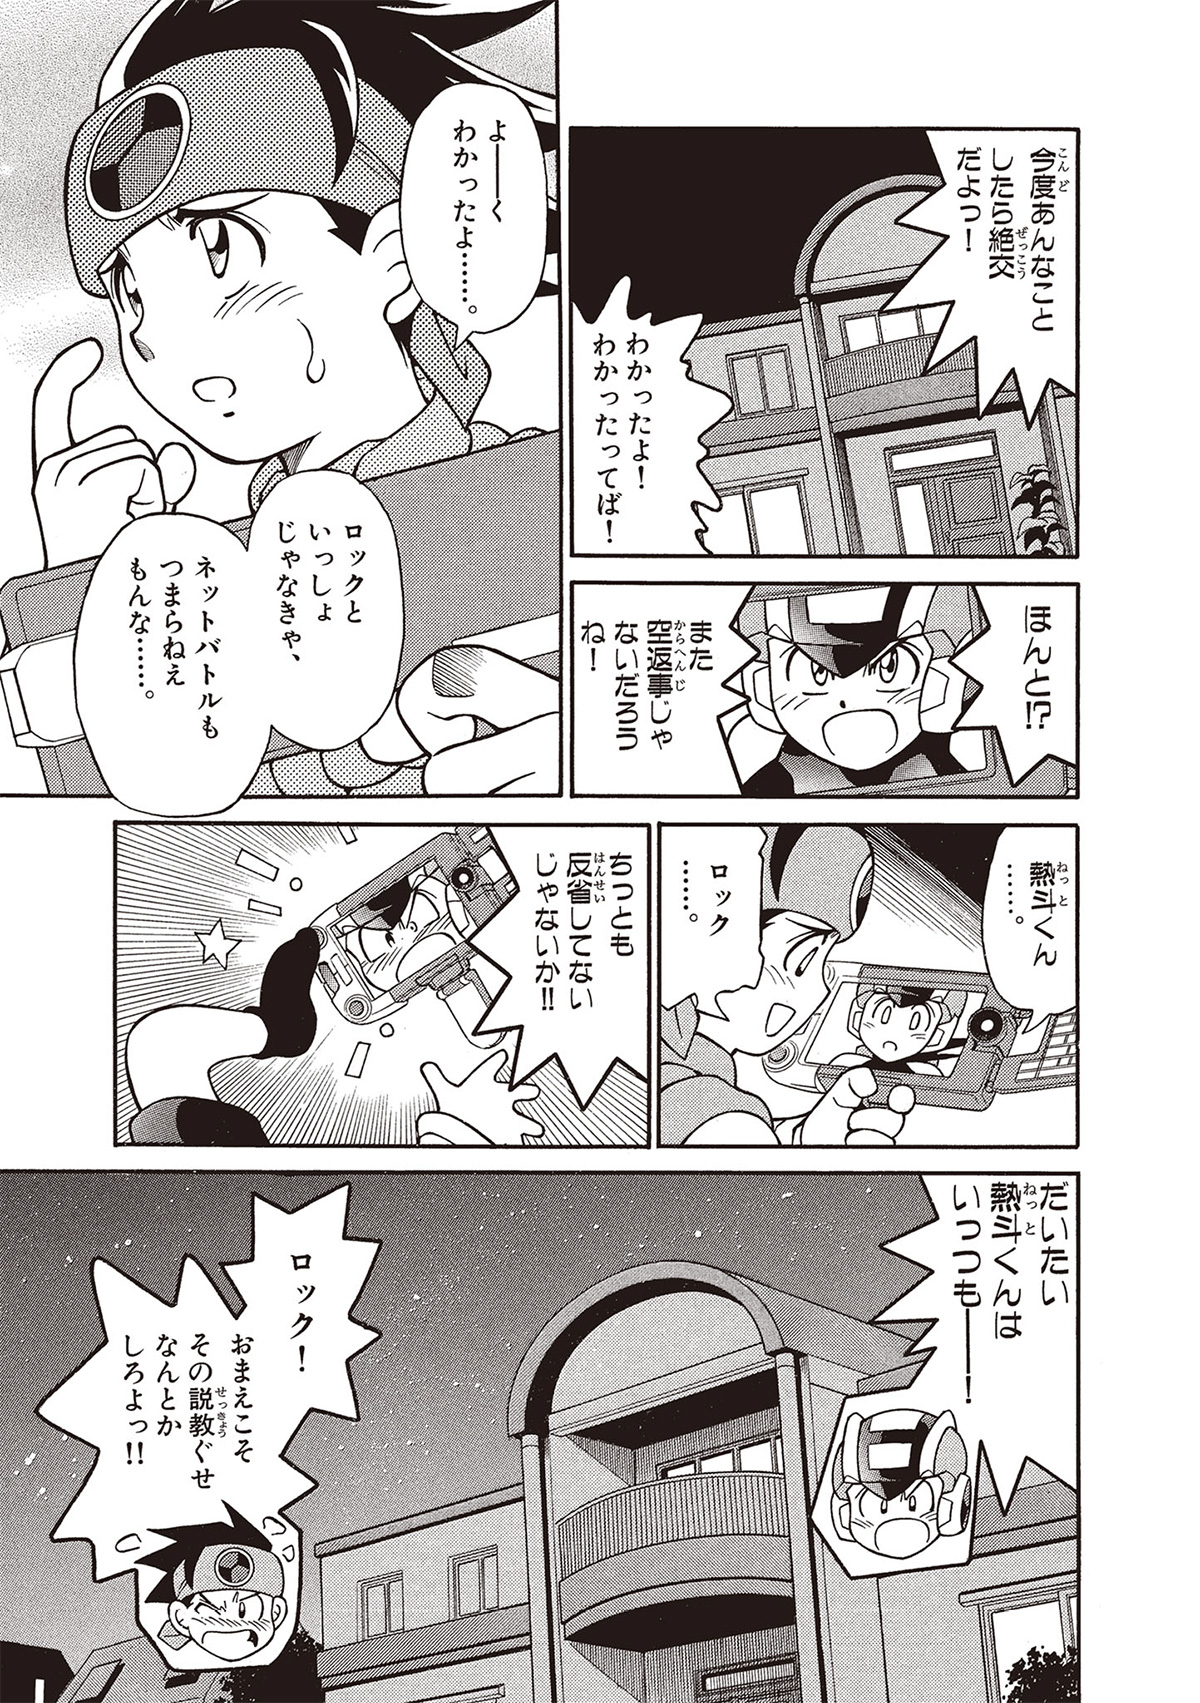 今度あんなこと
したら絶交
だよっ！
わかったよ！
わかったってば！
ほんと!?
また
空返事じゃ
ないだろう
ね！
よーーく
わかったよ……。
ロックと
いっしょ
じゃなきゃ、
ネットバトルも
つまらねえ
もんな……。
熱斗くん
……。
ロック
……。
ちっとも
反省してない
じゃないか!!
だいたい
熱斗くんは
いっつもーー！
ロック！
おまえこそ
その説教ぐせ
なんとか
しろよっ!!